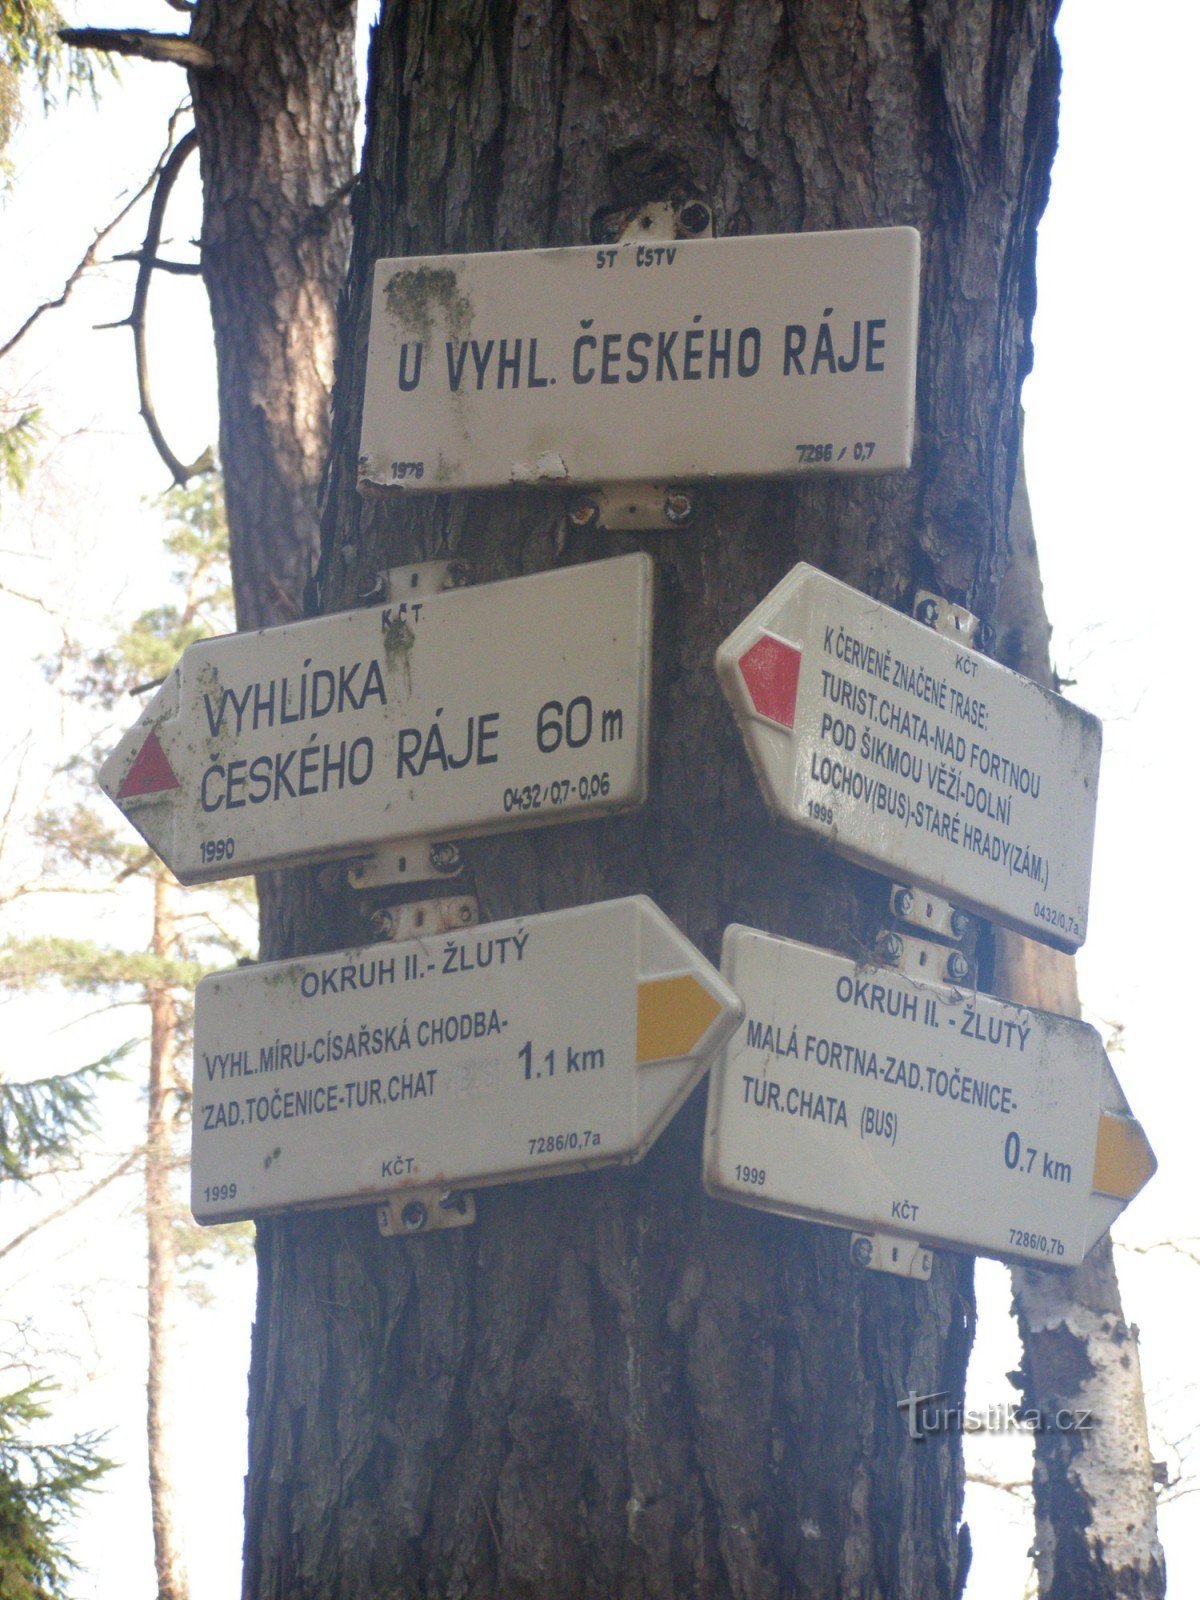 ST ČSTV
U VYHL. ČESKÉHO RÁJE
1978
7286/0,7
KČT.
VYHLÍDKA
ČESKÉHO RÁJE 60m
0432/0,7-0,06
1990
KČT
K ČERVENĚ ZNAČENÉ TRASE:
TURIST.CHATA-NAD FORTNOU
POD ŠIKMOU VĚŽÍ-DOLNÍ
LOCHOV(BUS)-STARÉ HRADY(ZÁM.)
1999
0432/0,7a
OKRUH II.- ŽLUTÝ
VYHL.MÍRU-CÍSAŘSKÁ CHODBA-
ZAD.TOČENICE-TUR.CHAT 1.1 km
7286/0,7a
KČT
1999
OKRUH II. - ŽLUTÝ
MALÁ FORTNA-ZAD.TOČENICE-
TUR.CHATA (BUS)
0.7 km
1999
KČT
7286/0,7b
Turistika.cz